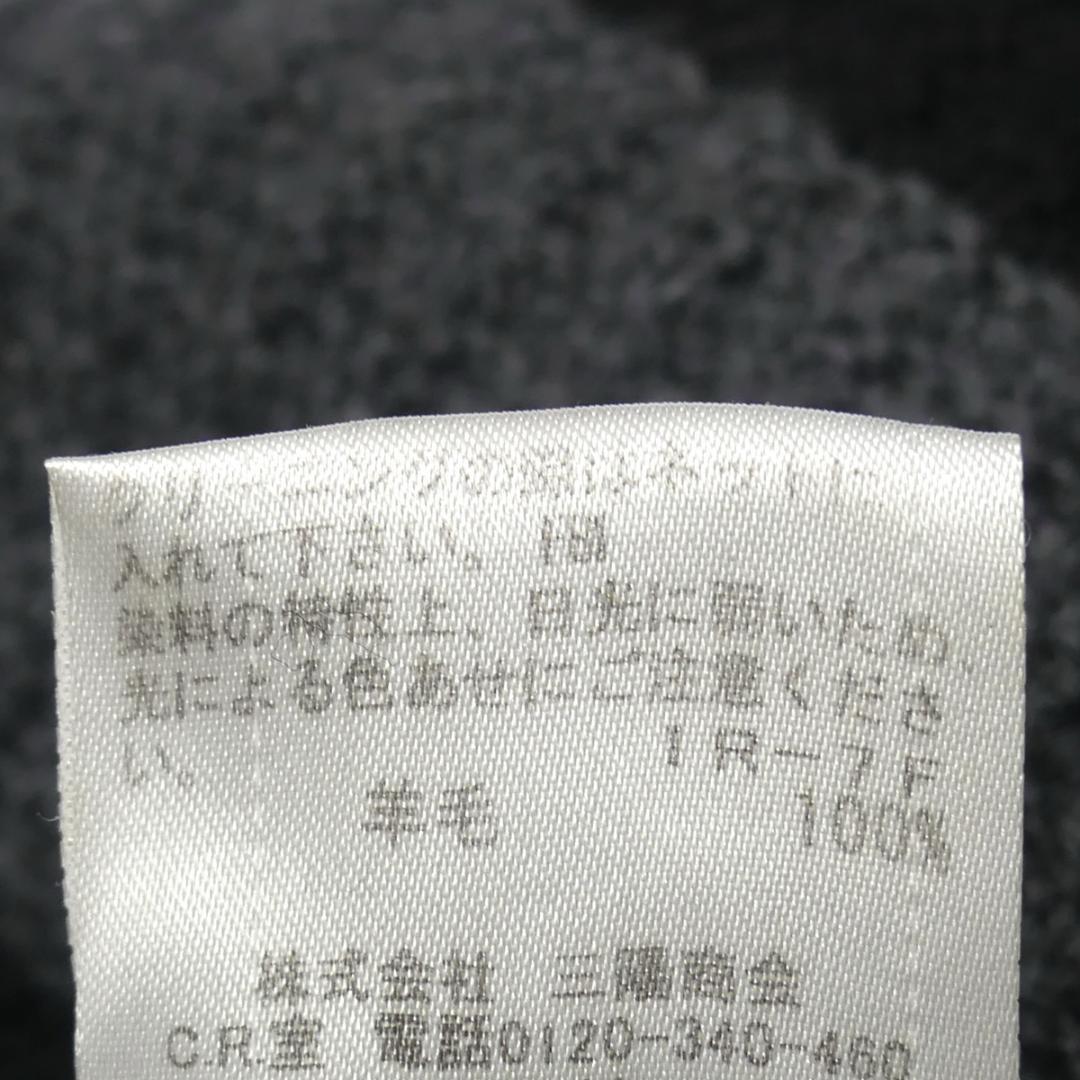 クリーニングの際はネットに
入れて下さい。
染料の特性上、日光に弱いため、
光による色あせにご注意くださ
い。 IR-7F
羊毛 100%
株式会社 三陽商会
C.R.室 電話0120-340-460